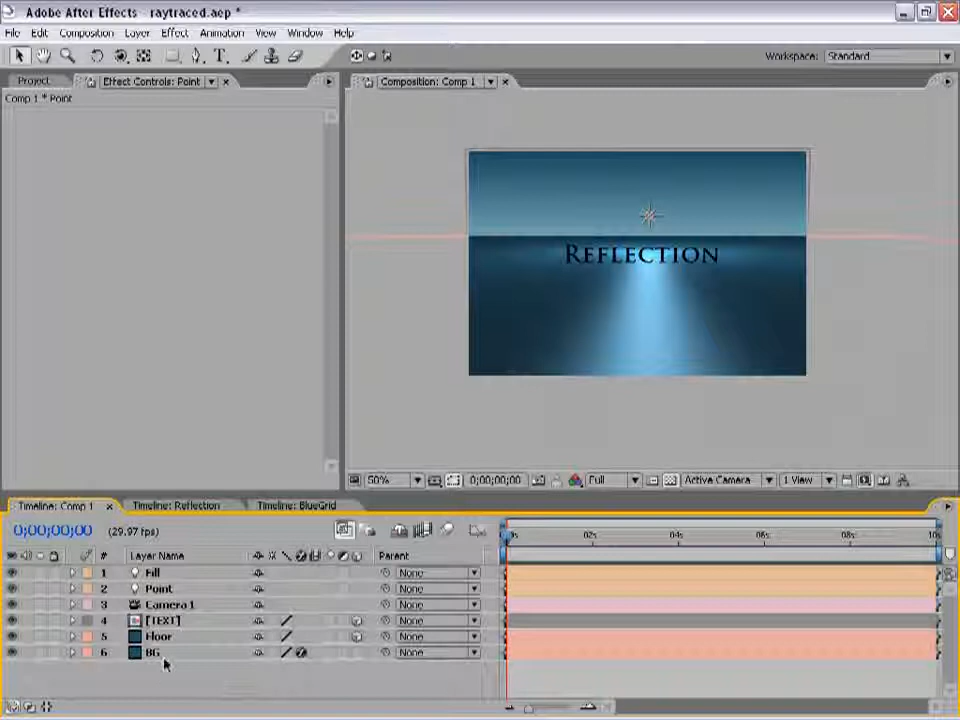 Adobe After Effects - raytraced.aep *
File Edit Composition Layer Effect Animation View Window Help
Workspace: Standard
Project Effect Controls: Point Composition: Comp 1
Comp 1 * Point
REFLECTION
50% 0;00;00;00 Full Active Camera 1 View
Timeline: Comp 1 Timeline: Reflection Timeline: BlueGrid
0;00;00;00 (29.97 fps)
02s 04s 06s 08s 10s
# Layer Name Parent
1 Fill None
2 Point None
3 Camera 1 None
4 [TEXT] None
5 Floor None
6 BG None